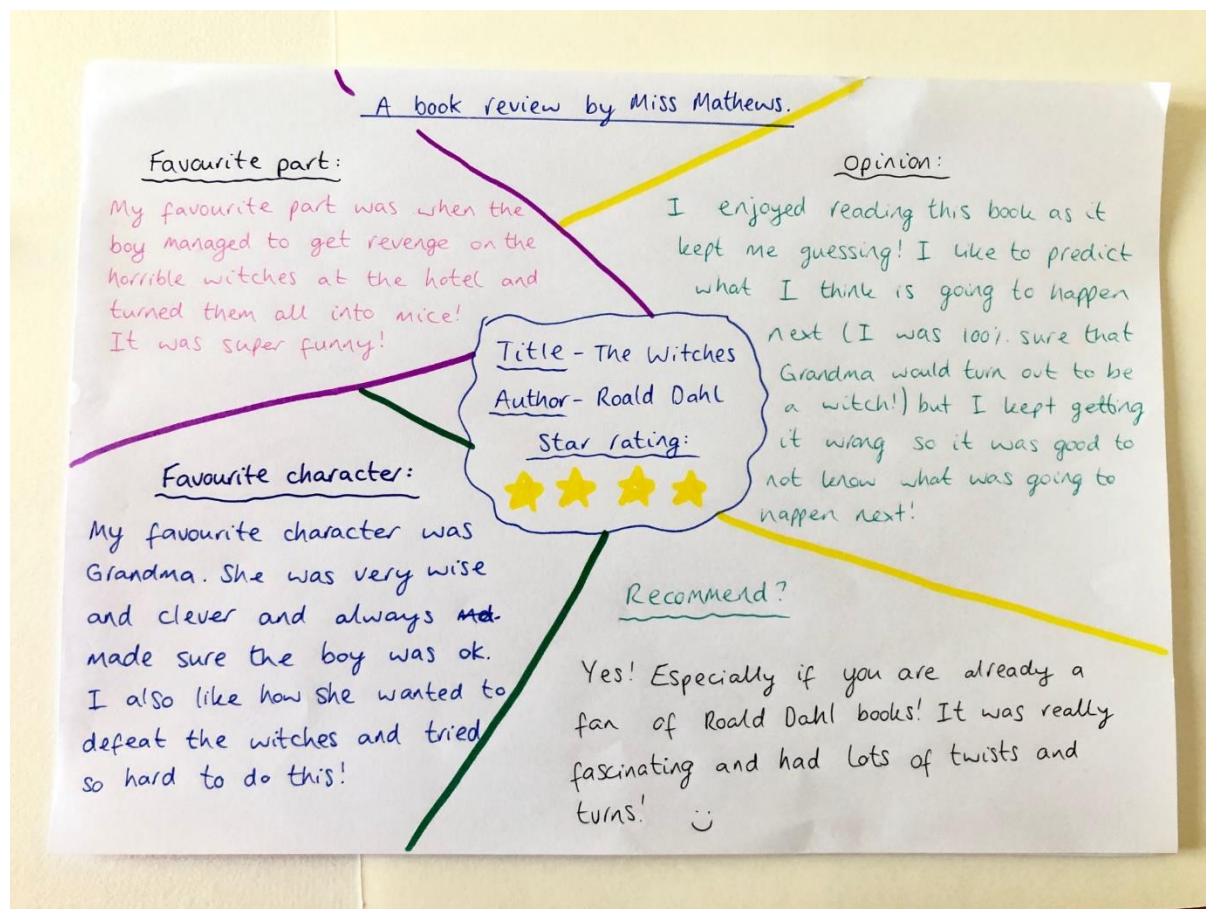 A book review by Miss Mathews.
Favourite part:
My favourite part was when the
boy managed to get revenge on the
horrible witches at the hotel and
turned them all into mice!
It was super funny!
Opinion:
I enjoyed reading this book as it
kept me guessing! I like to predict
what I think is going to happen
next (I was 100% sure that
Grandma would turn out to be
a witch!) but I kept getting
it wrong so it was good to
not know what was going to
happen next!
Title - The Witches
Author - Roald Dahl
Star rating:
Favourite character:
My favourite character was
Grandma. She was very wise
and clever and always
made sure the boy was ok.
I also like how she wanted to
defeat the witches and tried
so hard to do this!
Recommend?
Yes! Especially if you are already a
fan of Roald Dahl books! It was really
fascinating and had lots of twists and
turns!